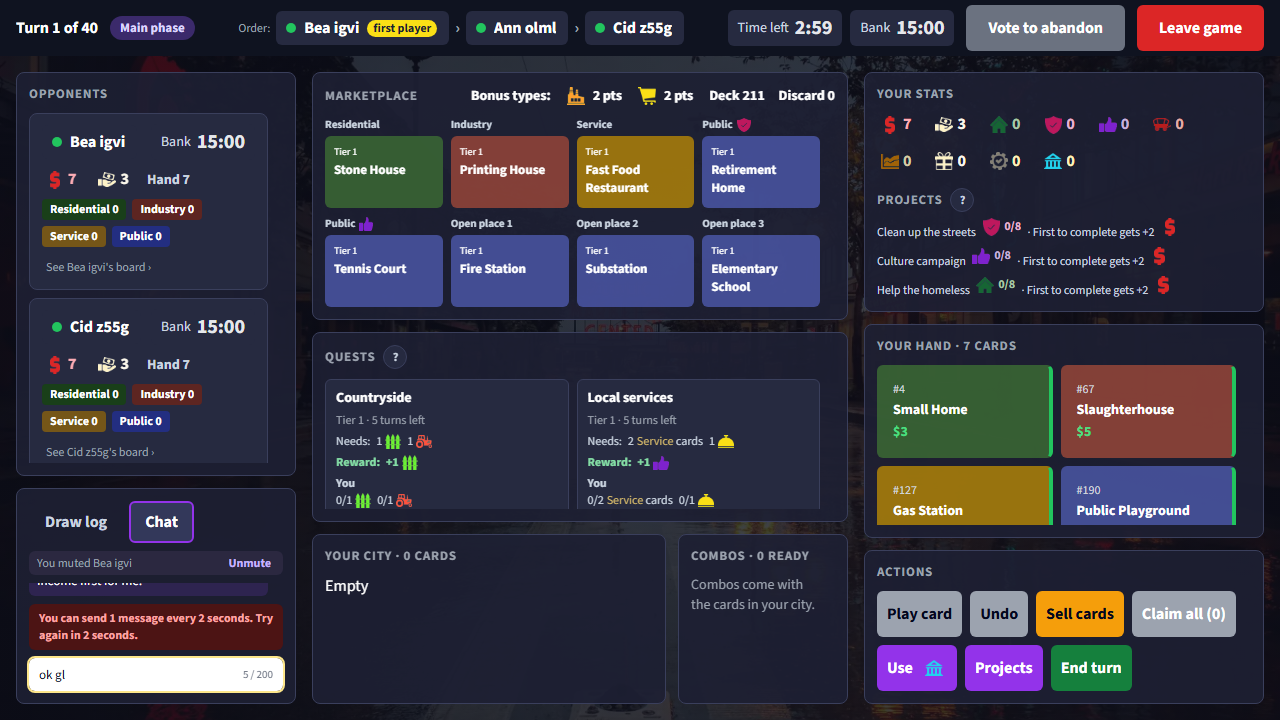 Turn 1 of 40 Main phase Order: Bea igvi first player › Ann olml › Cid z55g Time left 2:59 Bank 15:00 Vote to abandon Leave game
OPPONENTS
Bea igvi Bank 15:00
7 3 Hand 7
Residential 0 Industry 0
Service 0 Public 0
See Bea igvi's board ›
Cid z55g Bank 15:00
7 3 Hand 7
Residential 0 Industry 0
Service 0 Public 0
See Cid z55g's board ›
Draw log Chat
You muted Bea igvi Unmute
You can send 1 message every 2 seconds. Try
again in 2 seconds.
ok gl 5 / 200
MARKETPLACE Bonus types: 2 pts 2 pts Deck 211 Discard 0
Residential Industry Service Public
Tier 1 Tier 1 Tier 1 Tier 1
Stone House Printing House Fast Food Retirement
Restaurant Home
Public Open place 1 Open place 2 Open place 3
Tier 1 Tier 1 Tier 1 Tier 1
Tennis Court Fire Station Substation Elementary
School
QUESTS ?
Countryside Local services
Tier 1 · 5 turns left Tier 1 · 5 turns left
Needs: 1 1 Needs: 2 Service cards 1
Reward: +1 Reward: +1
You You
0/1 0/1 0/2 Service cards 0/1
YOUR CITY · 0 CARDS
Empty
COMBOS · 0 READY
Combos come with
the cards in your city.
YOUR STATS
7 3 0 0 0 0
0 0 0 0
PROJECTS ?
Clean up the streets 0/8 · First to complete gets +2
Culture campaign 0/8 · First to complete gets +2
Help the homeless 0/8 · First to complete gets +2
YOUR HAND · 7 CARDS
#4 #67
Small Home Slaughterhouse
$3 $5
#127 #190
Gas Station Public Playground
ACTIONS
Play card Undo Sell cards Claim all (0)
Use Projects End turn